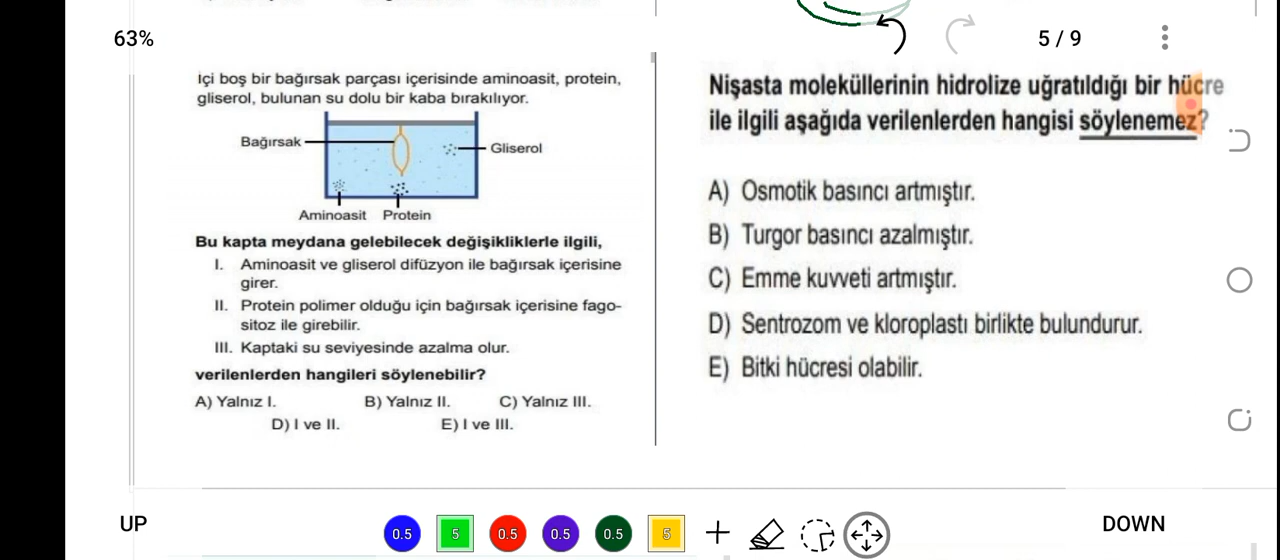 63%
5 / 9
içi boş bir bağırsak parçası içerisinde aminoasit, protein,
gliserol, bulunan su dolu bir kaba bırakılıyor.
Bağırsak
Gliserol
Aminoasit Protein
Bu kapta meydana gelebilecek değişikliklerle ilgili,
I. Aminoasit ve gliserol difüzyon ile bağırsak içerisine
girer.
II. Protein polimer olduğu için bağırsak içerisine fago-
sitoz ile girebilir.
III. Kaptaki su seviyesinde azalma olur.
verilenlerden hangileri söylenebilir?
A) Yalnız I. B) Yalnız II. C) Yalnız III.
D) I ve II. E) I ve III.
Nişasta moleküllerinin hidrolize uğratıldığı bir hücre
ile ilgili aşağıda verilenlerden hangisi söylenemez?
A) Osmotik basıncı artmıştır.
B) Turgor basıncı azalmıştır.
C) Emme kuvveti artmıştır.
D) Sentrozom ve kloroplastı birlikte bulundurur.
E) Bitki hücresi olabilir.
UP
0.5 5 0.5 0.5 0.5 5
DOWN